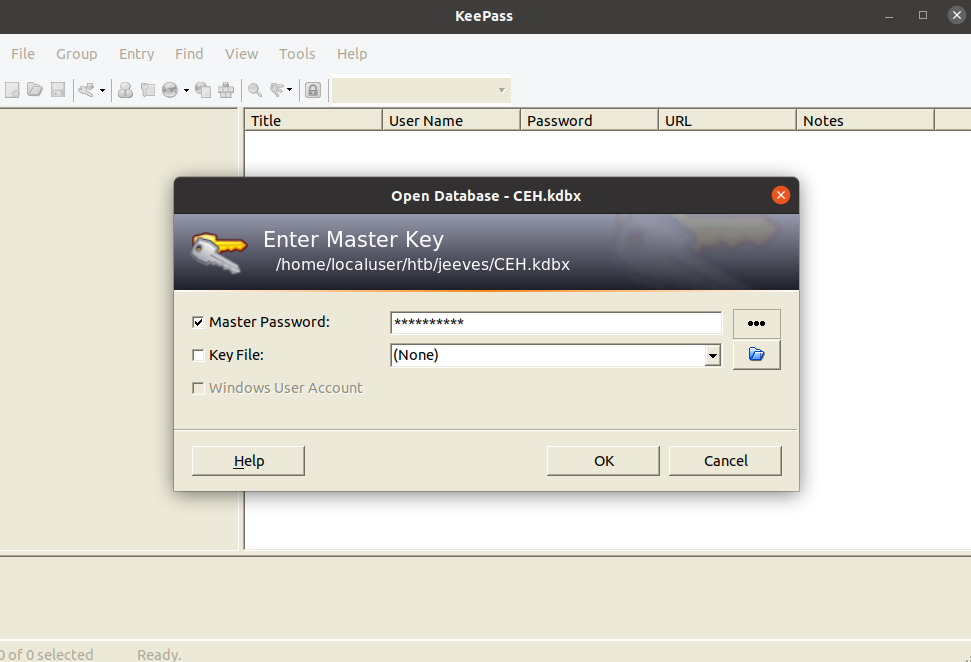 KeePass
File Group Entry Find View Tools Help
Title User Name Password URL Notes
Open Database - CEH.kdbx
Enter Master Key
/home/localuser/htb/jeeves/CEH.kdbx
Master Password: **********
Key File: (None)
Windows User Account
Help OK Cancel
0 of 0 selected Ready.